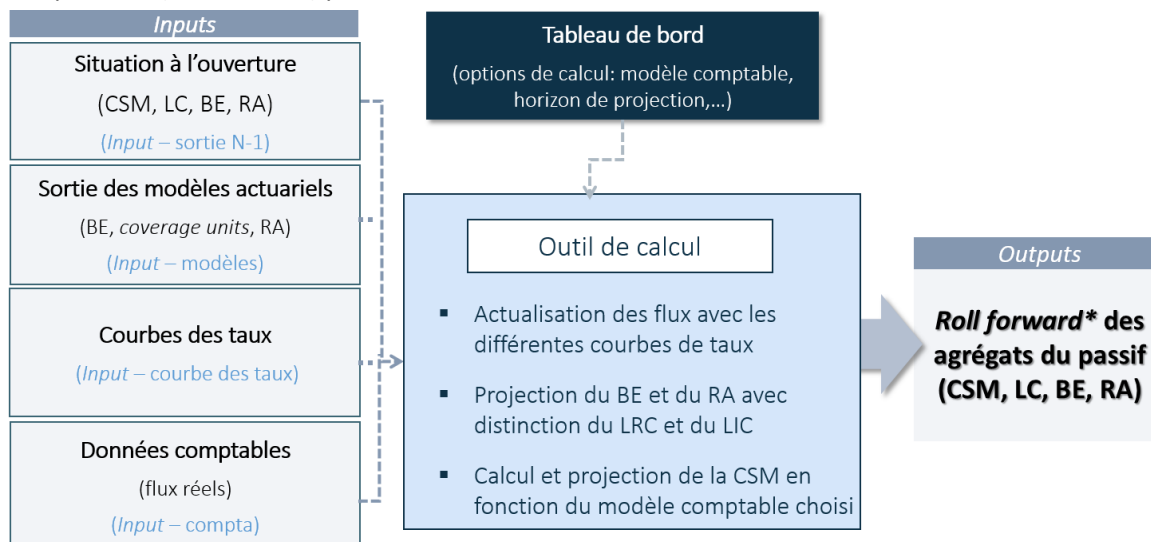 Inputs
Situation à l'ouverture
(CSM, LC, BE, RA)
(Input – sortie N-1)
Sortie des modèles actuariels
(BE, coverage units, RA)
(Input – modèles)
Courbes des taux
(Input – courbe des taux)
Données comptables
(flux réels)
(Input – compta)
Tableau de bord
(options de calcul: modèle comptable,
horizon de projection,…)
Outil de calcul
▪ Actualisation des flux avec les
différentes courbes de taux
▪ Projection du BE et du RA avec
distinction du LRC et du LIC
▪ Calcul et projection de la CSM en
fonction du modèle comptable choisi
Outputs
Roll forward* des
agrégats du passif
(CSM, LC, BE, RA)